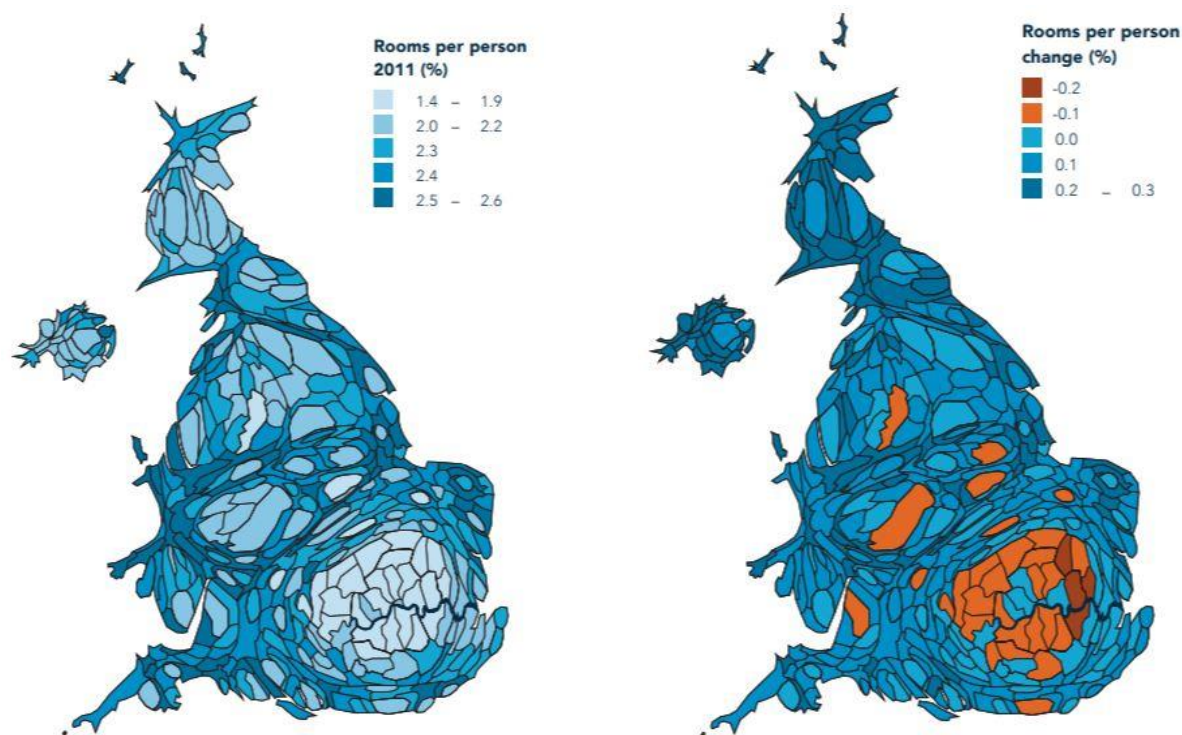 Rooms per person
2011 (%)
1.4 – 1.9
2.0 – 2.2
2.3
2.4
2.5 – 2.6
Rooms per person
change (%)
-0.2
-0.1
0.0
0.1
0.2 – 0.3